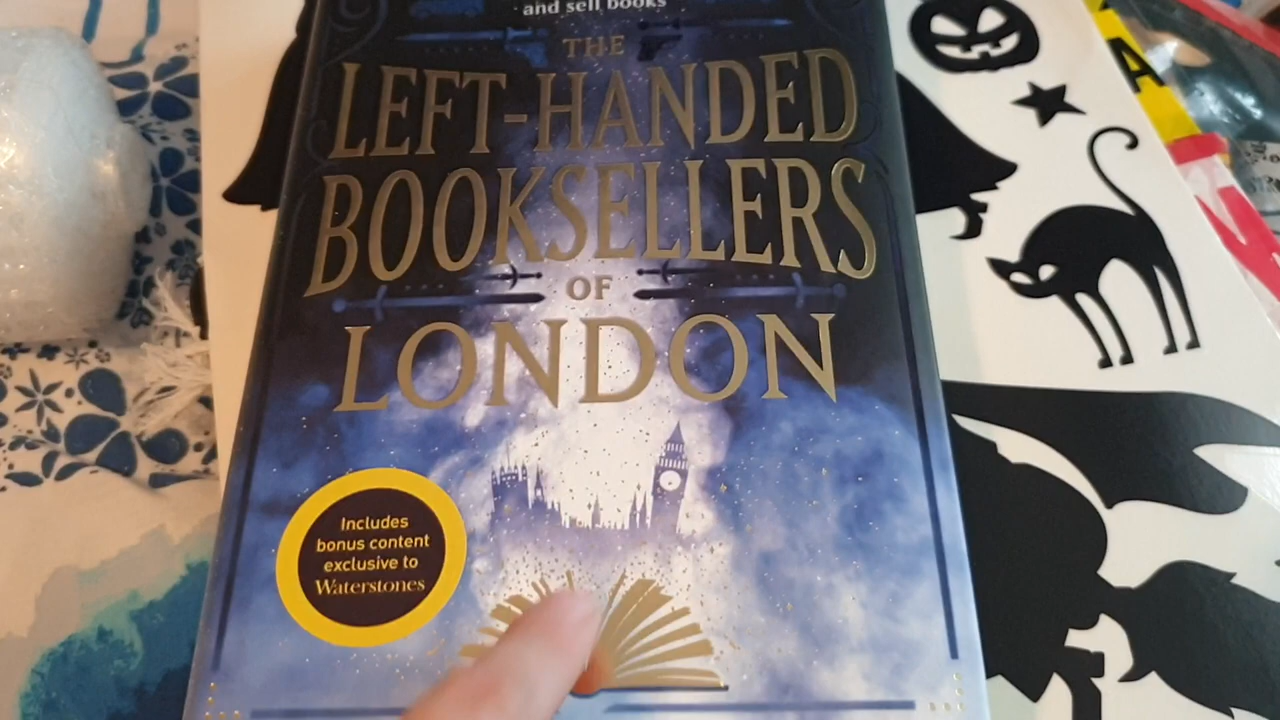 and sell books
THE
LEFT-HANDED
BOOKSELLERS
OF
LONDON
Includes
bonus content
exclusive to
Waterstones
A